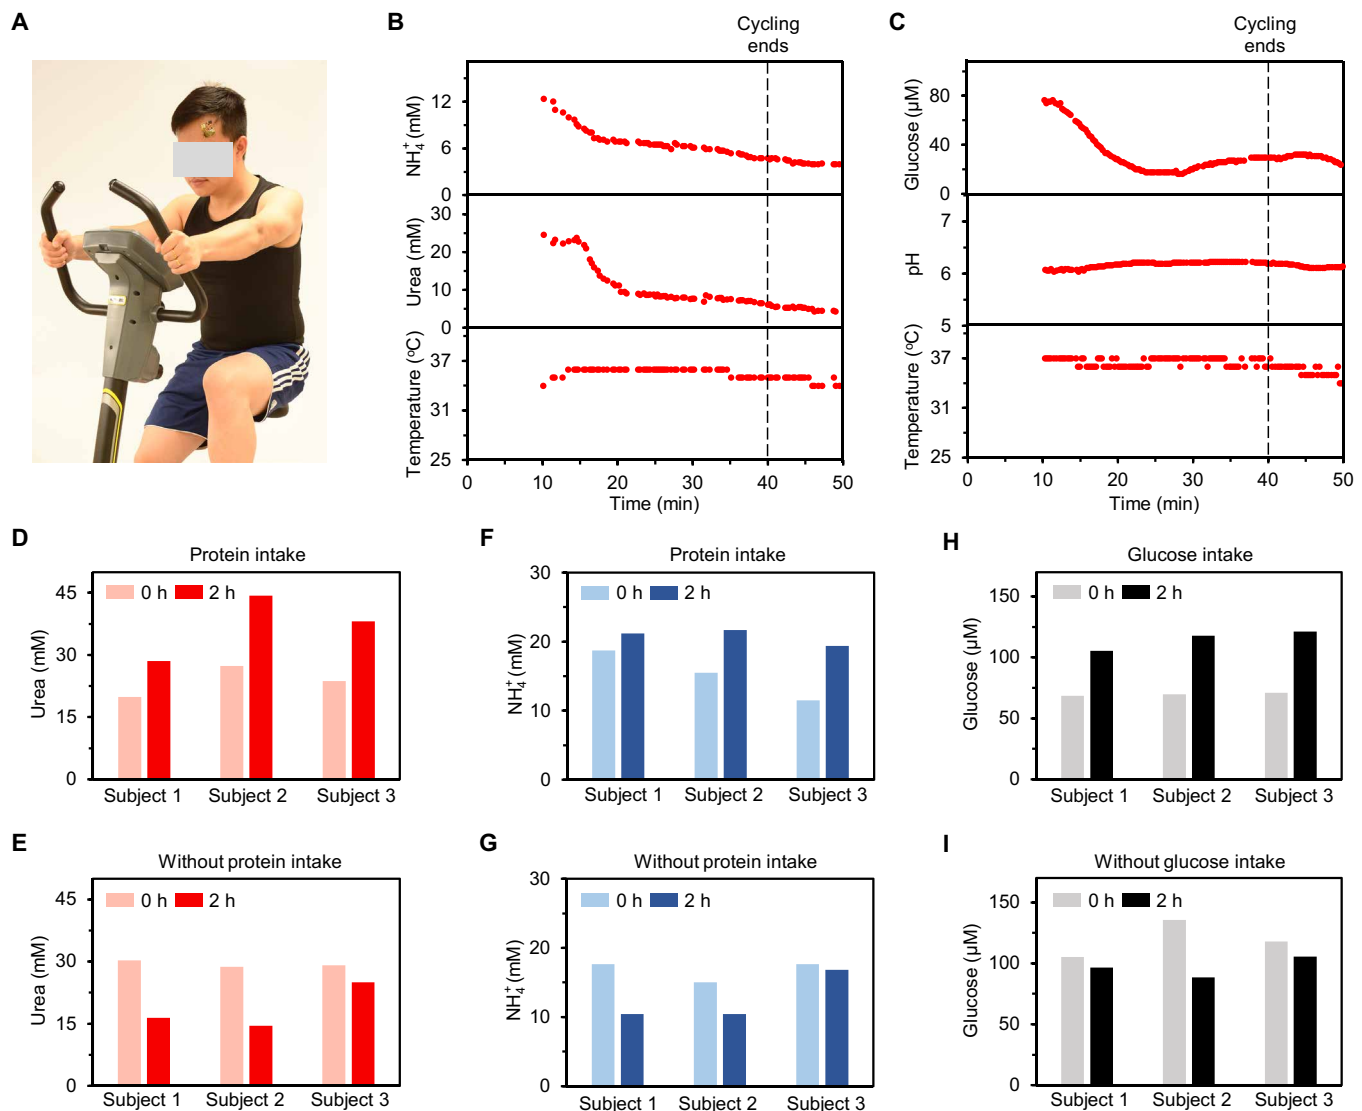 A
B
Cycling
ends
NH₄⁺ (mM)
12
6
0
Urea (mM)
30
20
10
0
Temperature (°C)
37
31
25
0
10
20
30
40
50
Time (min)
C
Cycling
ends
Glucose (µM)
80
40
0
pH
7
6
5
Temperature (°C)
37
31
25
0
10
20
30
40
50
Time (min)
D
Protein intake
0 h
2 h
Urea (mM)
45
30
15
0
Subject 1
Subject 2
Subject 3
F
Protein intake
0 h
2 h
NH₄⁺ (mM)
30
20
10
0
Subject 1
Subject 2
Subject 3
H
Glucose intake
0 h
2 h
Glucose (µM)
150
100
50
0
Subject 1
Subject 2
Subject 3
E
Without protein intake
0 h
2 h
Urea (mM)
45
30
15
0
Subject 1
Subject 2
Subject 3
G
Without protein intake
0 h
2 h
NH₄⁺ (mM)
30
20
10
0
Subject 1
Subject 2
Subject 3
I
Without glucose intake
0 h
2 h
Glucose (µM)
150
100
50
0
Subject 1
Subject 2
Subject 3